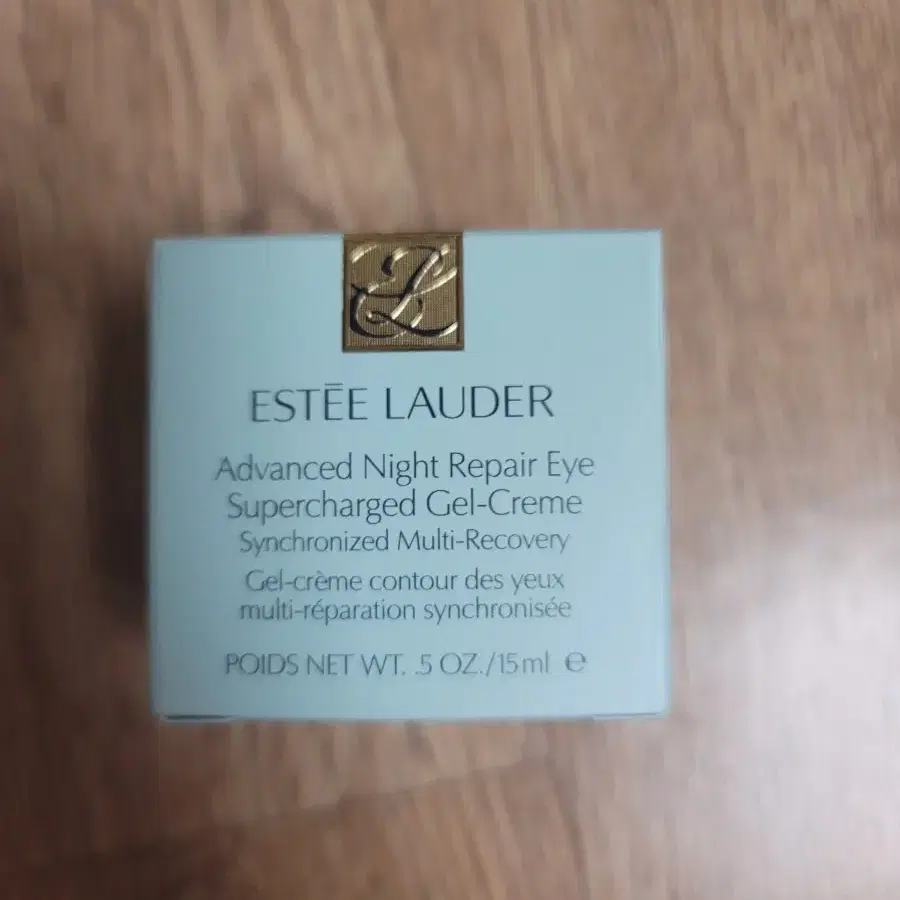 ESTĒE LAUDER
Advanced Night Repair Eye
Supercharged Gel-Creme
Synchronized Multi-Recovery
Gel-crème contour des yeux
multi-réparation synchronisée
POIDS NET WT. .5 OZ./15ml ℮